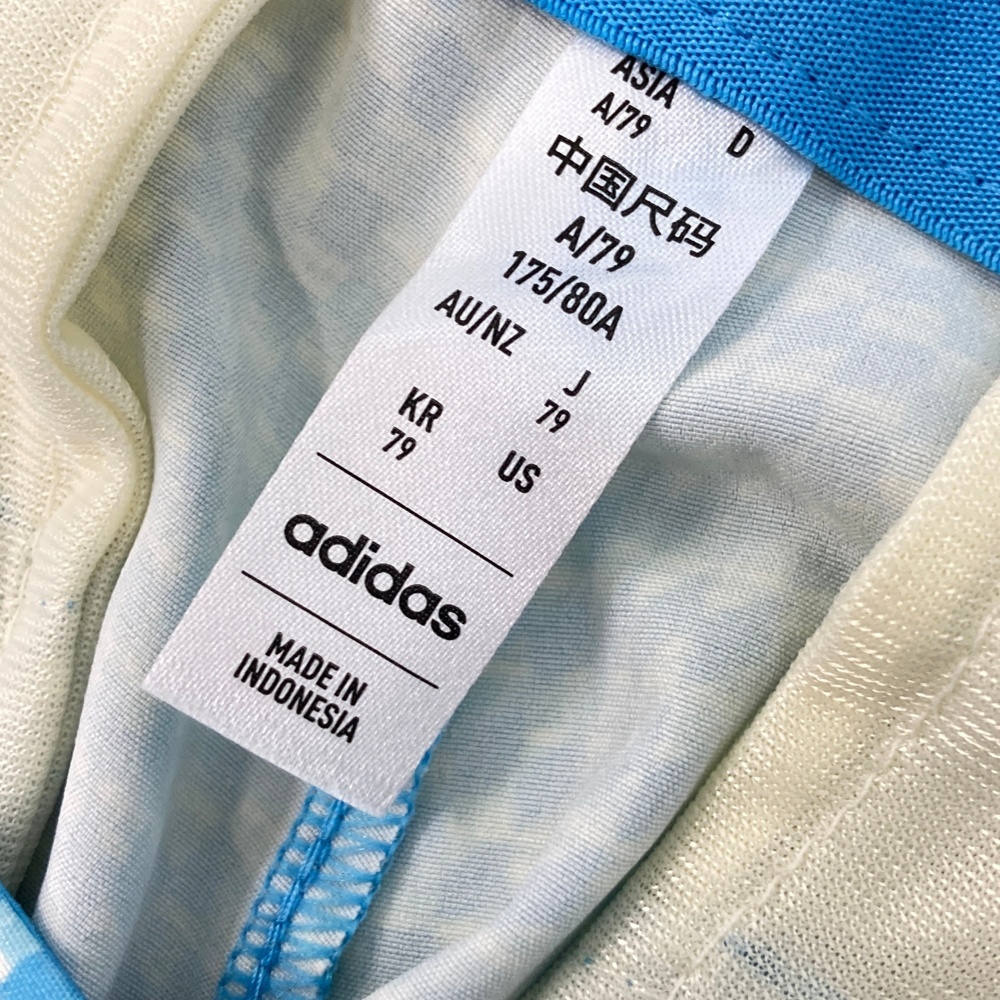 ASIA
A/79 D
中国尺码
A/79
175/80A
AU/NZ
J
79
KR
79
US
adidas
MADE IN
INDONESIA